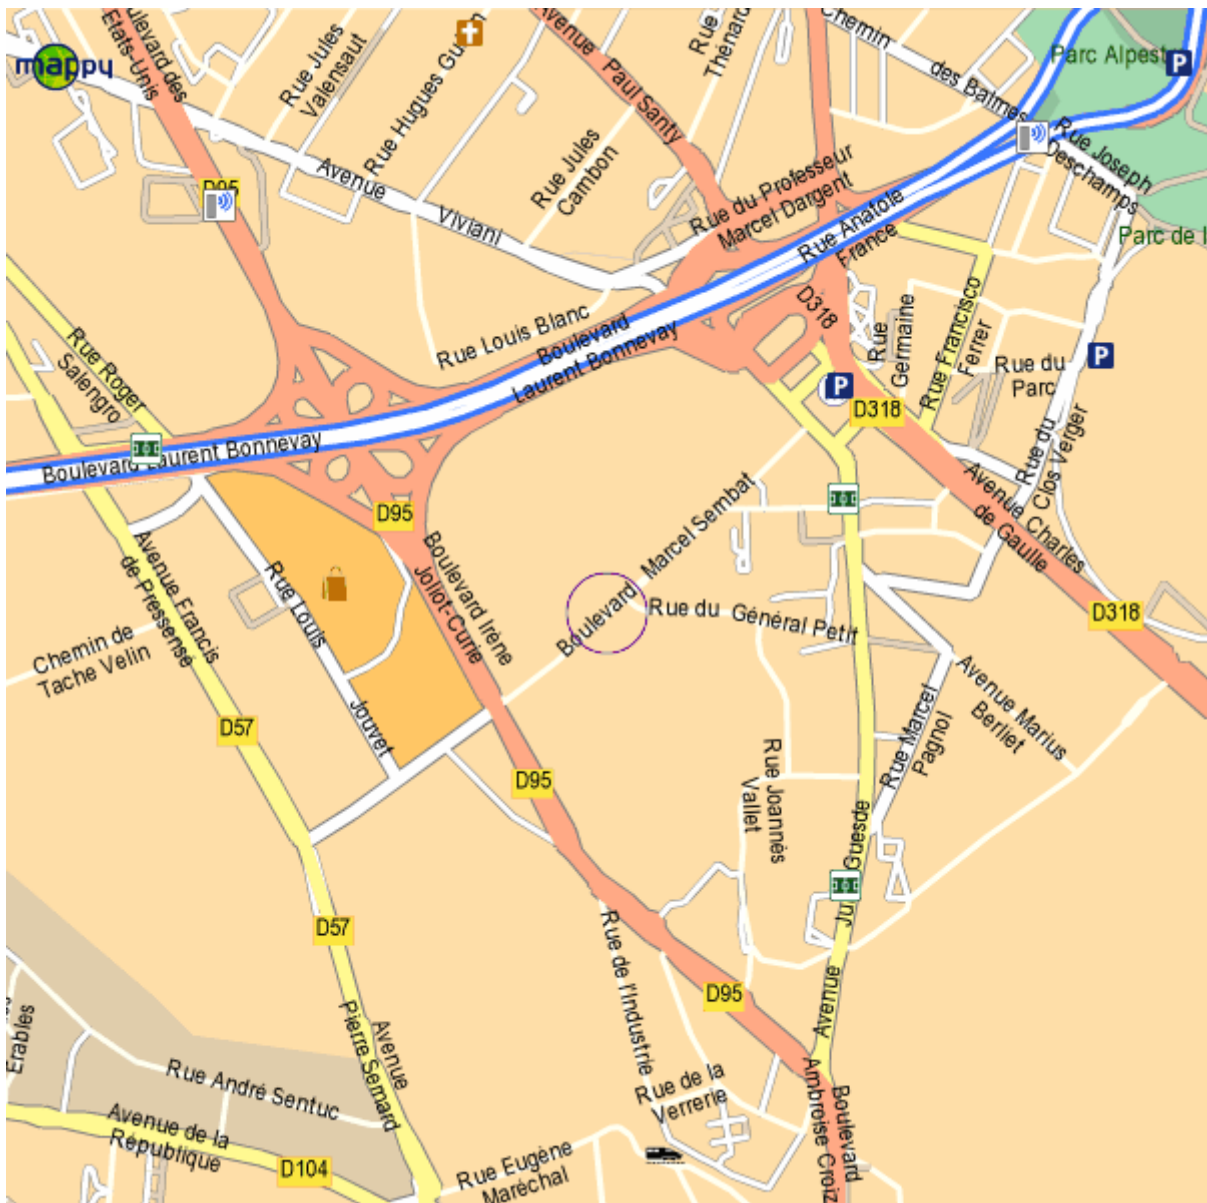 mappy
Boulevard des
États-Unis
Rue Jules
Valensaut
Rue Hugues Gu
Avenue
Paul Santy
Rue
Thénard
Chemin
des Balmes
Parc Alpest
P
D95
Avenue
Viviani
Rue Jules
Cambon
Rue du Professeur
Marcel Dargent
Rue Anatole
France
Rue Joseph
Deschamps
Parc de l
Rue Roger
Salengro
Rue Louis Blanc
Boulevard
Laurent Bonnevay
D318
Rue
Germaine
Rue Francisco
Ferrer
Rue du
Parc
P
P
D318
Boulevard Laurent Bonnevay
D95
Rue du
Clos Verger
Avenue Charles
de Gaulle
D318
Avenue Francis
de Pressensé
Rue Louis
Jouvet
Boulevard Irène
Joliot-Curie
Boulevard
Marcel Sembat
Rue du Général Petit
Chemin de
Tache Velin
D57
D95
Rue Joannès
Vallet
Rue Marcel
Pagnol
Avenue Marius
Berliet
Avenue
Guesde
D57
D95
Rue de l'Industrie
Erables
Avenue
Pierre Semard
Rue André Sentuc
Avenue de la
République
D104
Rue Eugène
Maréchal
Rue de la
Verrerie
Boulevard
Ambroise Croiz